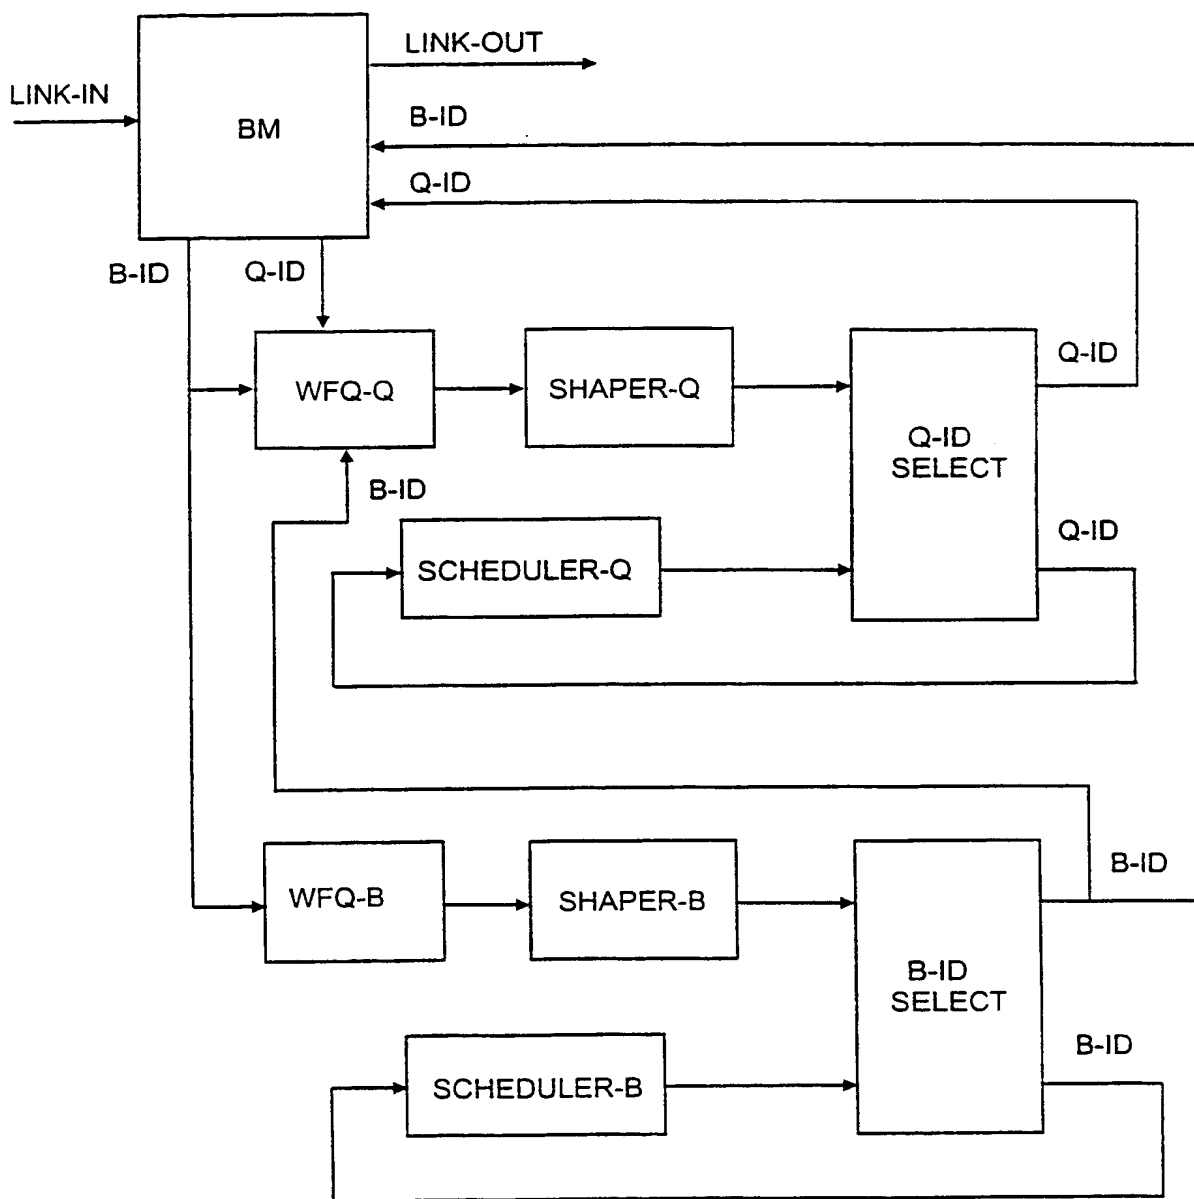 LINK-OUT
LINK-IN
BM
B-ID
Q-ID
B-ID
Q-ID
WFQ-Q
SHAPER-Q
Q-ID
Q-ID
SELECT
B-ID
Q-ID
SCHEDULER-Q
WFQ-B
SHAPER-B
B-ID
B-ID
SELECT
B-ID
SCHEDULER-B